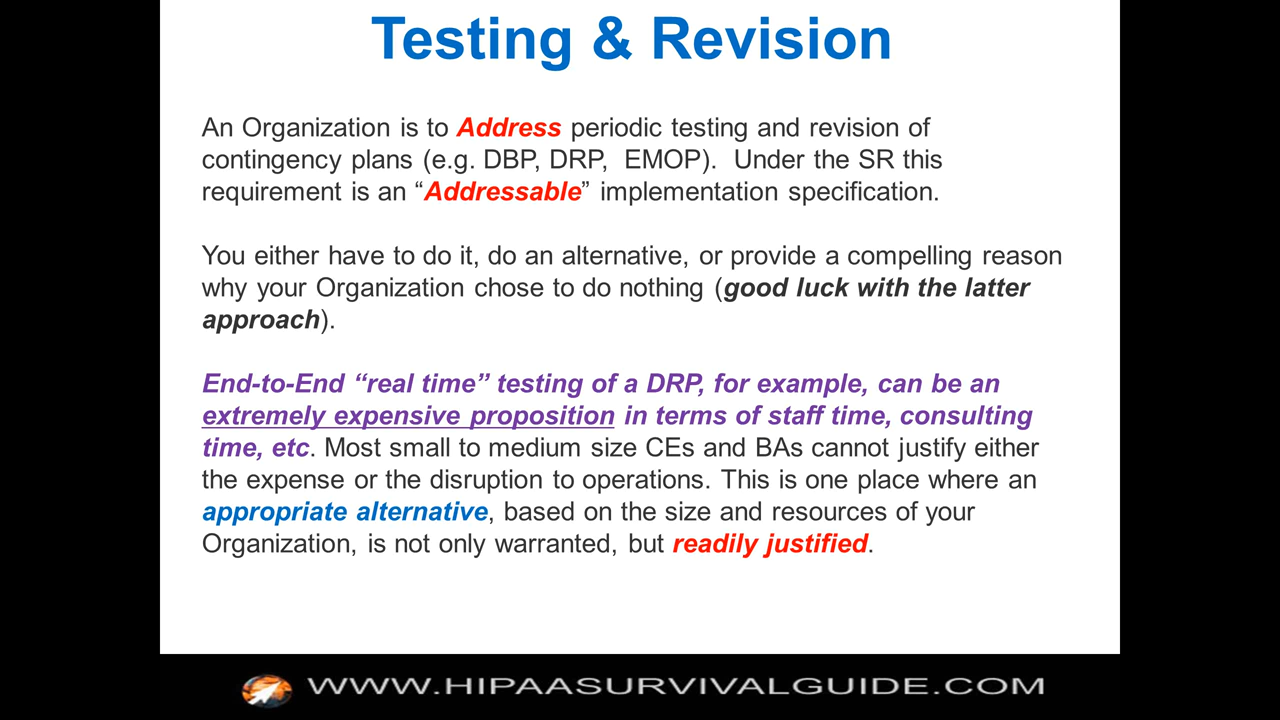 Testing & Revision
An Organization is to Address periodic testing and revision of
contingency plans (e.g. DBP, DRP,  EMOP).  Under the SR this
requirement is an “Addressable” implementation specification.
You either have to do it, do an alternative, or provide a compelling reason
why your Organization chose to do nothing (good luck with the latter
approach).
End-to-End “real time” testing of a DRP, for example, can be an
extremely expensive proposition in terms of staff time, consulting
time, etc. Most small to medium size CEs and BAs cannot justify either
the expense or the disruption to operations. This is one place where an
appropriate alternative, based on the size and resources of your
Organization, is not only warranted, but readily justified.
WWW.HIPAASURVIVALGUIDE.COM